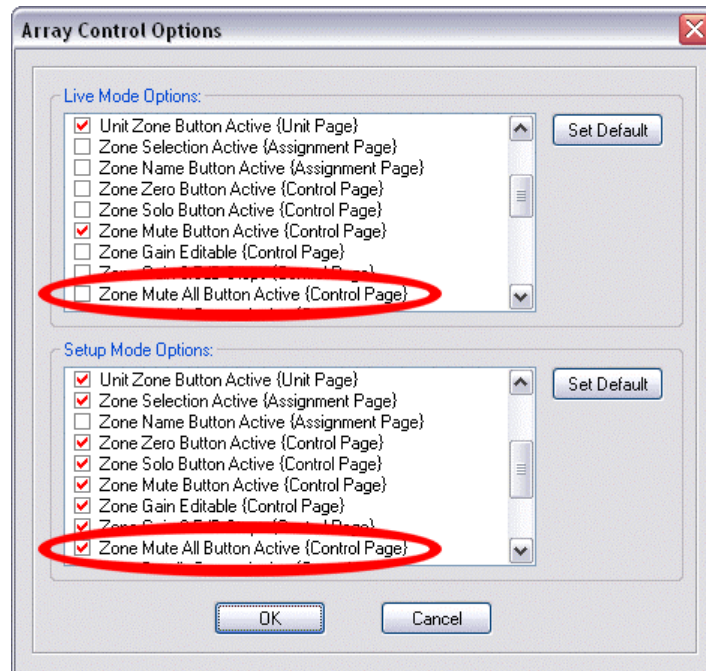 Array Control Options
Live Mode Options:
Unit Zone Button Active {Unit Page}
Set Default
Zone Selection Active {Assignment Page}
Zone Name Button Active {Assignment Page}
Zone Zero Button Active {Control Page}
Zone Solo Button Active {Control Page}
Zone Mute Button Active {Control Page}
Zone Gain Editable {Control Page}
Zone Mute All Button Active {Control Page}
Setup Mode Options:
Unit Zone Button Active {Unit Page}
Set Default
Zone Selection Active {Assignment Page}
Zone Name Button Active {Assignment Page}
Zone Zero Button Active {Control Page}
Zone Solo Button Active {Control Page}
Zone Mute Button Active {Control Page}
Zone Gain Editable {Control Page}
Zone Mute All Button Active {Control Page}
OK Cancel